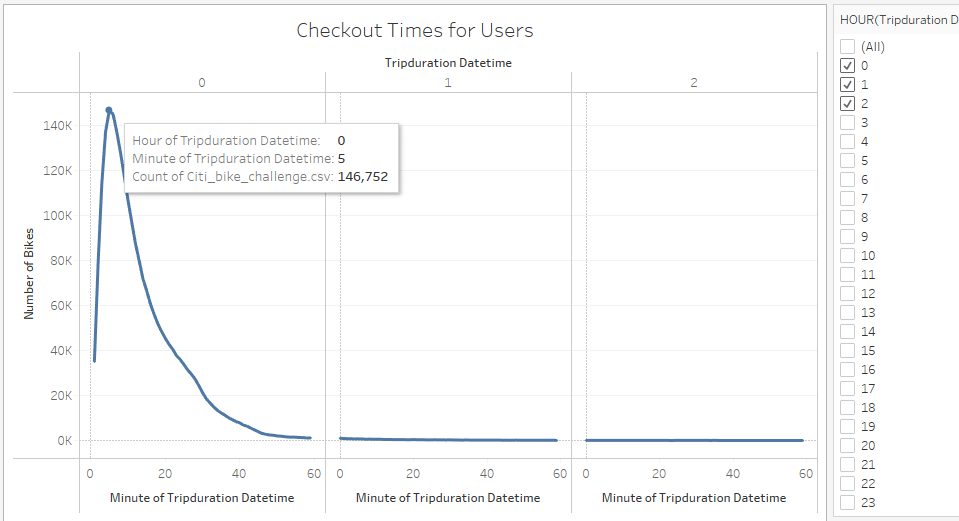 Checkout Times for Users
Tripduration Datetime
0 1 2
Number of Bikes
140K
120K
100K
80K
60K
40K
20K
0K
Hour of Tripduration Datetime: 0
Minute of Tripduration Datetime: 5
Count of Citi_bike_challenge.csv: 146,752
0 20 40 60 0 20 40 60 0 20 40 60
Minute of Tripduration Datetime Minute of Tripduration Datetime Minute of Tripduration Datetime
HOUR(Tripduration D
(All)
0
1
2
3
4
5
6
7
8
9
10
11
12
13
14
15
16
17
18
19
20
21
22
23